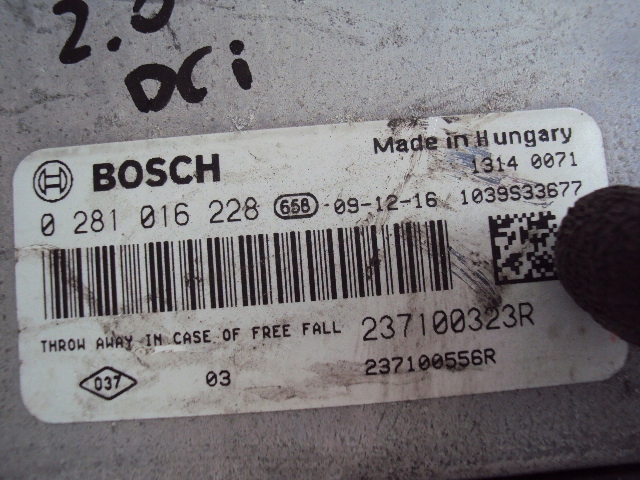 2.0
DCi
BOSCH
Made in Hungary
1314 0071
0 281 016 228 658 09-12-16 1039S33677
THROW AWAY IN CASE OF FREE FALL 237100323R
037 03 237100556R